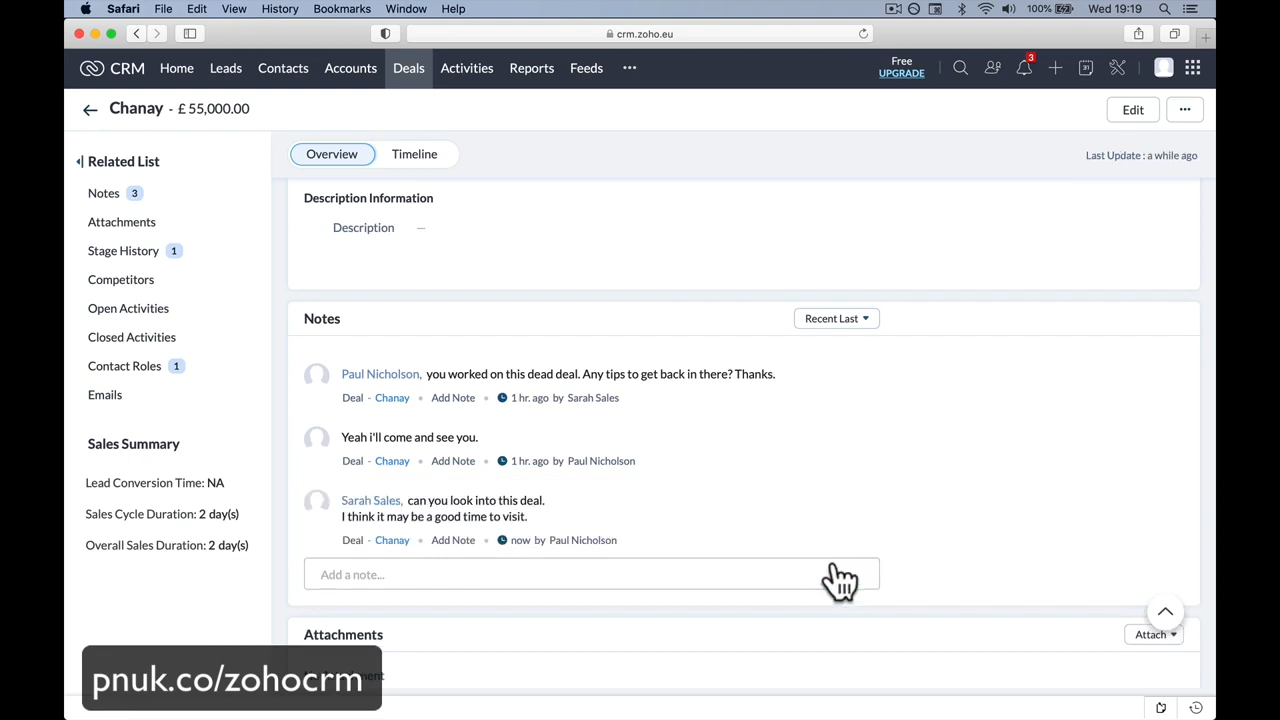 Safari File Edit View History Bookmarks Window Help 100% Wed 19:19
crm.zoho.eu
CRM Home Leads Contacts Accounts Deals Activities Reports Feeds ••• Free UPGRADE 3 31
Chanay - £ 55,000.00 Edit •••
Related List
Notes 3
Attachments
Stage History 1
Competitors
Open Activities
Closed Activities
Contact Roles 1
Emails
Sales Summary
Lead Conversion Time: NA
Sales Cycle Duration: 2 day(s)
Overall Sales Duration: 2 day(s)
Overview Timeline Last Update : a while ago
Description Information
Description —
Notes Recent Last
Paul Nicholson, you worked on this dead deal. Any tips to get back in there? Thanks.
Deal - Chanay • Add Note • 1 hr. ago by Sarah Sales
Yeah i'll come and see you.
Deal - Chanay • Add Note • 1 hr. ago by Paul Nicholson
Sarah Sales, can you look into this deal.
I think it may be a good time to visit.
Deal - Chanay • Add Note • now by Paul Nicholson
Add a note...
Attachments Attach
pnuk.co/zohocrm